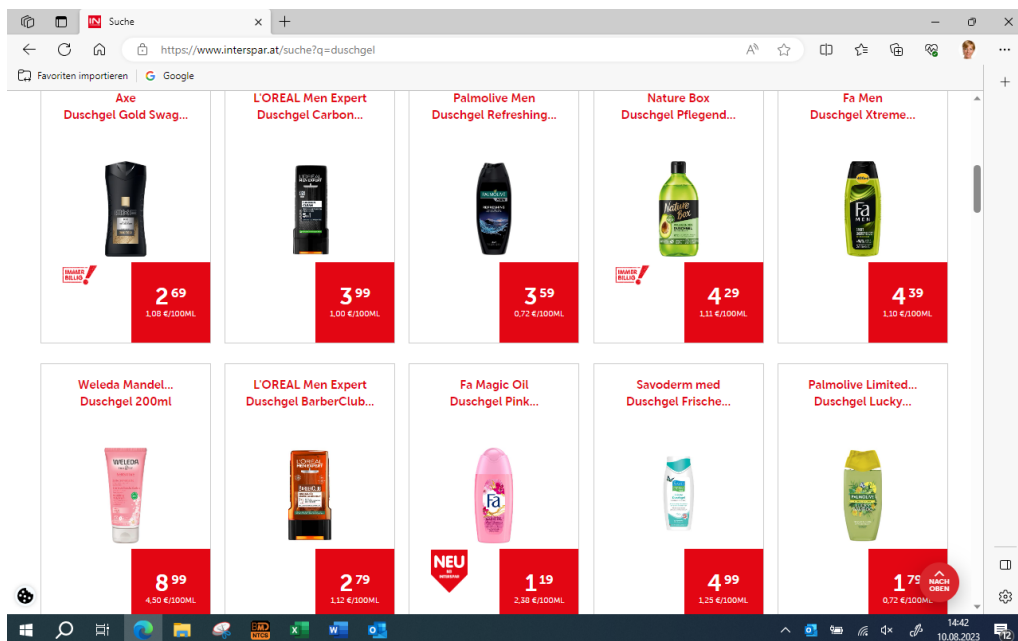 Suche
https://www.interspar.at/suche?q=duschgel
Favoriten importieren
Google
Axe
Duschgel Gold Swag...
L'OREAL Men Expert
Duschgel Carbon...
Palmolive Men
Duschgel Refreshing...
Nature Box
Duschgel Pflegend...
Fa Men
Duschgel Xtreme...
IMMER
BILLIG
2 69
1,08 €/100ML
3 99
1,00 €/100ML
3 59
0,72 €/100ML
IMMER
BILLIG
4 29
1,11 €/100ML
4 39
1,10 €/100ML
Weleda Mandel...
Duschgel 200ml
L'OREAL Men Expert
Duschgel BarberClub...
Fa Magic Oil
Duschgel Pink...
Savoderm med
Duschgel Frische...
Palmolive Limited...
Duschgel Lucky...
WELEDA
Fa
PALMOLIVE
8 99
4,50 €/100ML
2 79
1,12 €/100ML
NEU
BEI
INTERSPAR
1 19
2,38 €/100ML
4 99
1,25 €/100ML
1 79
0,72 €/100ML
NACH
OBEN
14:42
10.08.2023